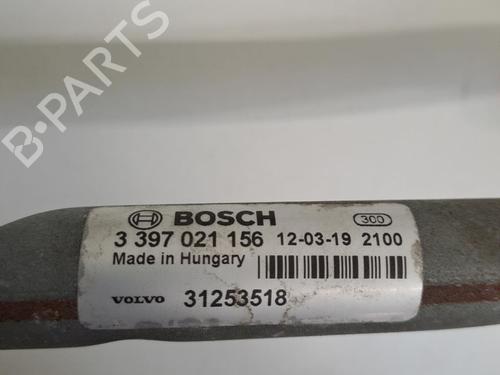 B-PARTS
BOSCH 300
3 397 021 156 12-03-19 2100
Made in Hungary
VOLVO 31253518